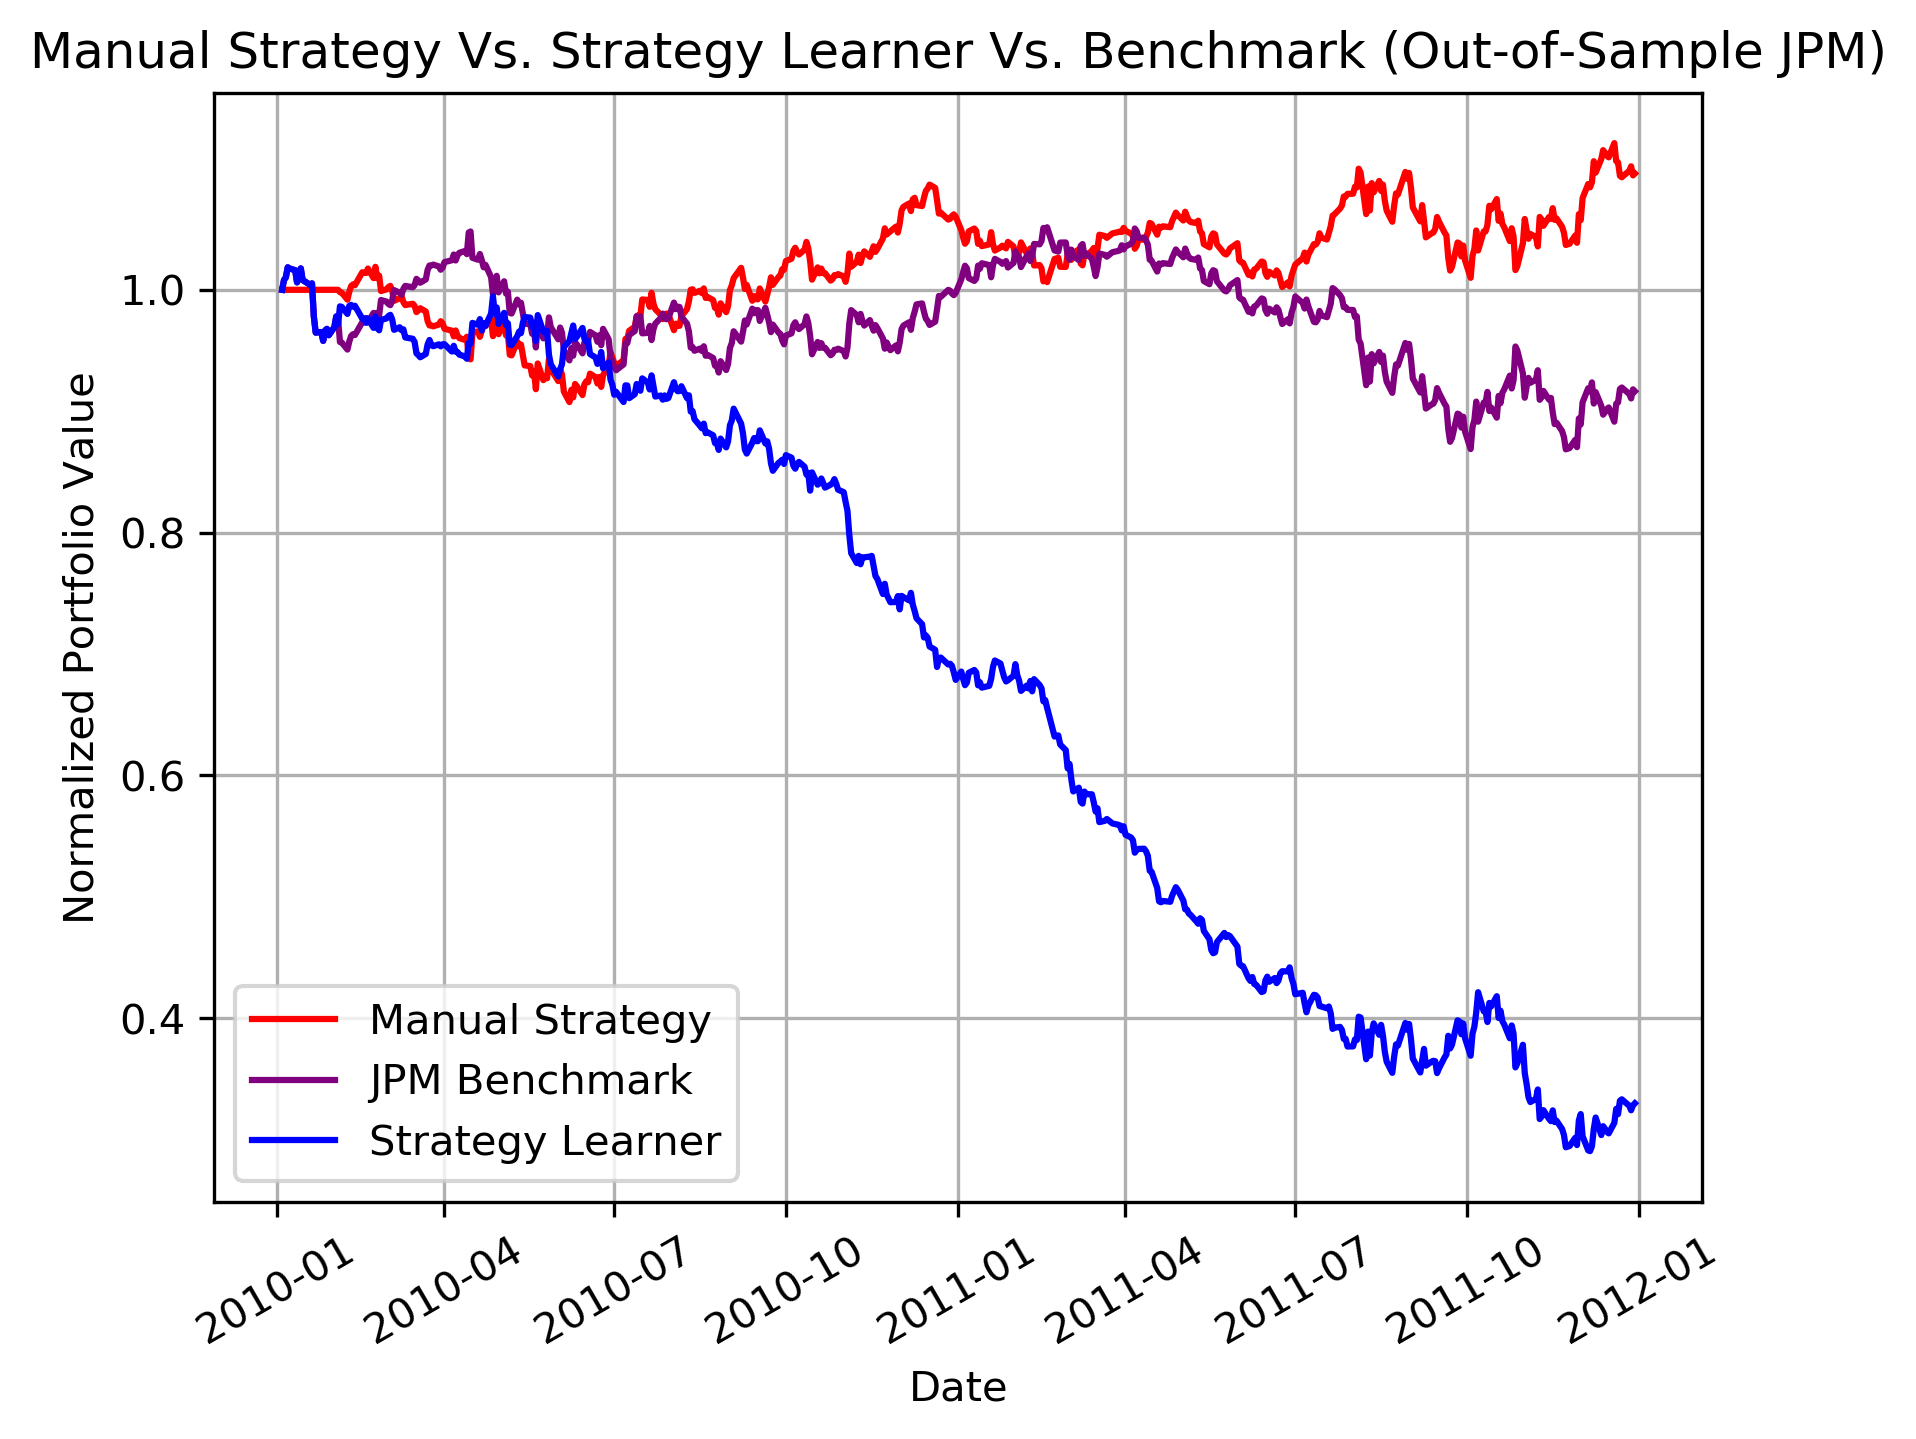 Manual Strategy Vs. Strategy Learner Vs. Benchmark (Out-of-Sample JPM)
Normalized Portfolio Value
1.0
0.8
0.6
0.4
Manual Strategy
JPM Benchmark
Strategy Learner
2010-01
2010-04
2010-07
2010-10
2011-01
2011-04
2011-07
2011-10
2012-01
Date